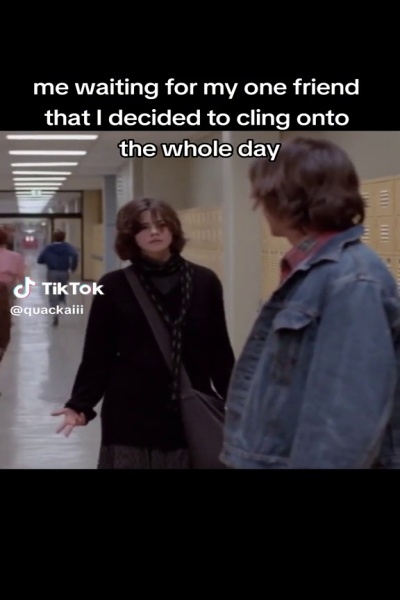 me waiting for my one friend
that I decided to cling onto
the whole day
TikTok
@quackaiii